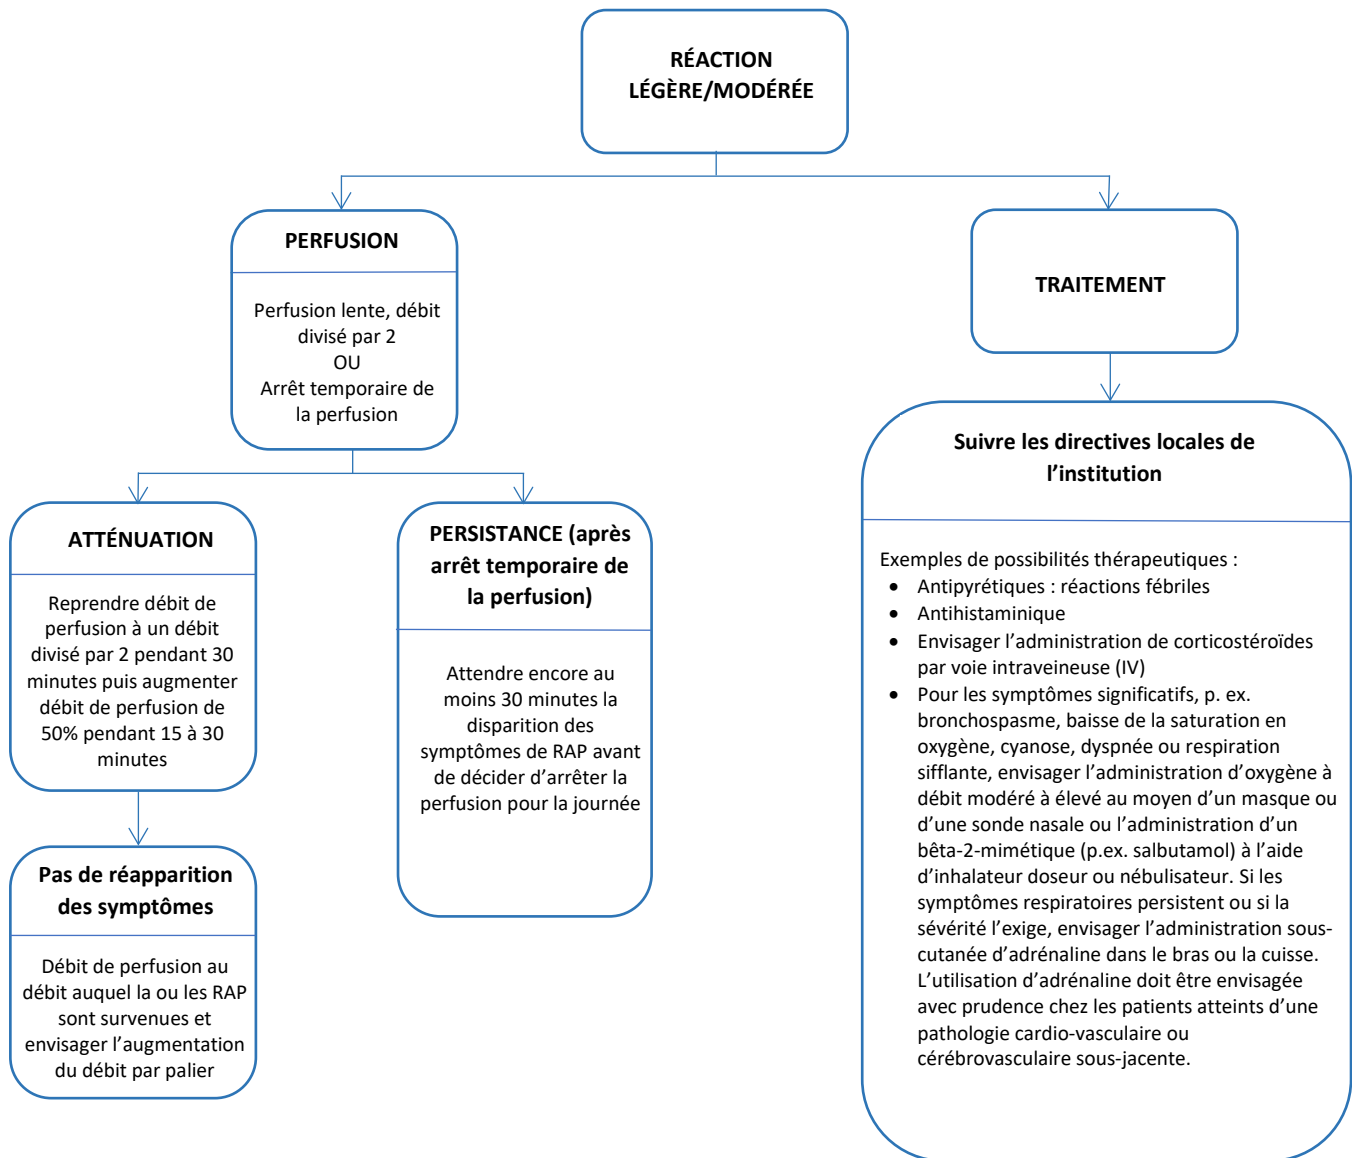 RÉACTION
LÉGÈRE/MODÉRÉE
PERFUSION
Perfusion lente, débit
divisé par 2
OU
Arrêt temporaire de
la perfusion
TRAITEMENT
ATTÉNUATION
Reprendre débit de
perfusion à un débit
divisé par 2 pendant 30
minutes puis augmenter
débit de perfusion de
50% pendant 15 à 30
minutes
PERSISTANCE (après
arrêt temporaire de
la perfusion)
Attendre encore au
moins 30 minutes la
disparition des
symptômes de RAP avant
de décider d’arrêter la
perfusion pour la journée
Pas de réapparition
des symptômes
Débit de perfusion au
débit auquel la ou les RAP
sont survenues et
envisager l’augmentation
du débit par palier
Suivre les directives locales de
l’institution
Exemples de possibilités thérapeutiques :
• Antipyrétiques : réactions fébriles
• Antihistaminique
• Envisager l’administration de corticostéroïdes
par voie intraveineuse (IV)
• Pour les symptômes significatifs, p. ex.
bronchospasme, baisse de la saturation en
oxygène, cyanose, dyspnée ou respiration
sifflante, envisager l’administration d’oxygène à
débit modéré à élevé au moyen d’un masque ou
d’une sonde nasale ou l’administration d’un
bêta-2-mimétique (p.ex. salbutamol) à l’aide
d’inhalateur doseur ou nébulisateur. Si les
symptômes respiratoires persistent ou si la
sévérité l’exige, envisager l’administration sous-
cutanée d’adrénaline dans le bras ou la cuisse.
L’utilisation d’adrénaline doit être envisagée
avec prudence chez les patients atteints d’une
pathologie cardio-vasculaire ou
cérébrovasculaire sous-jacente.